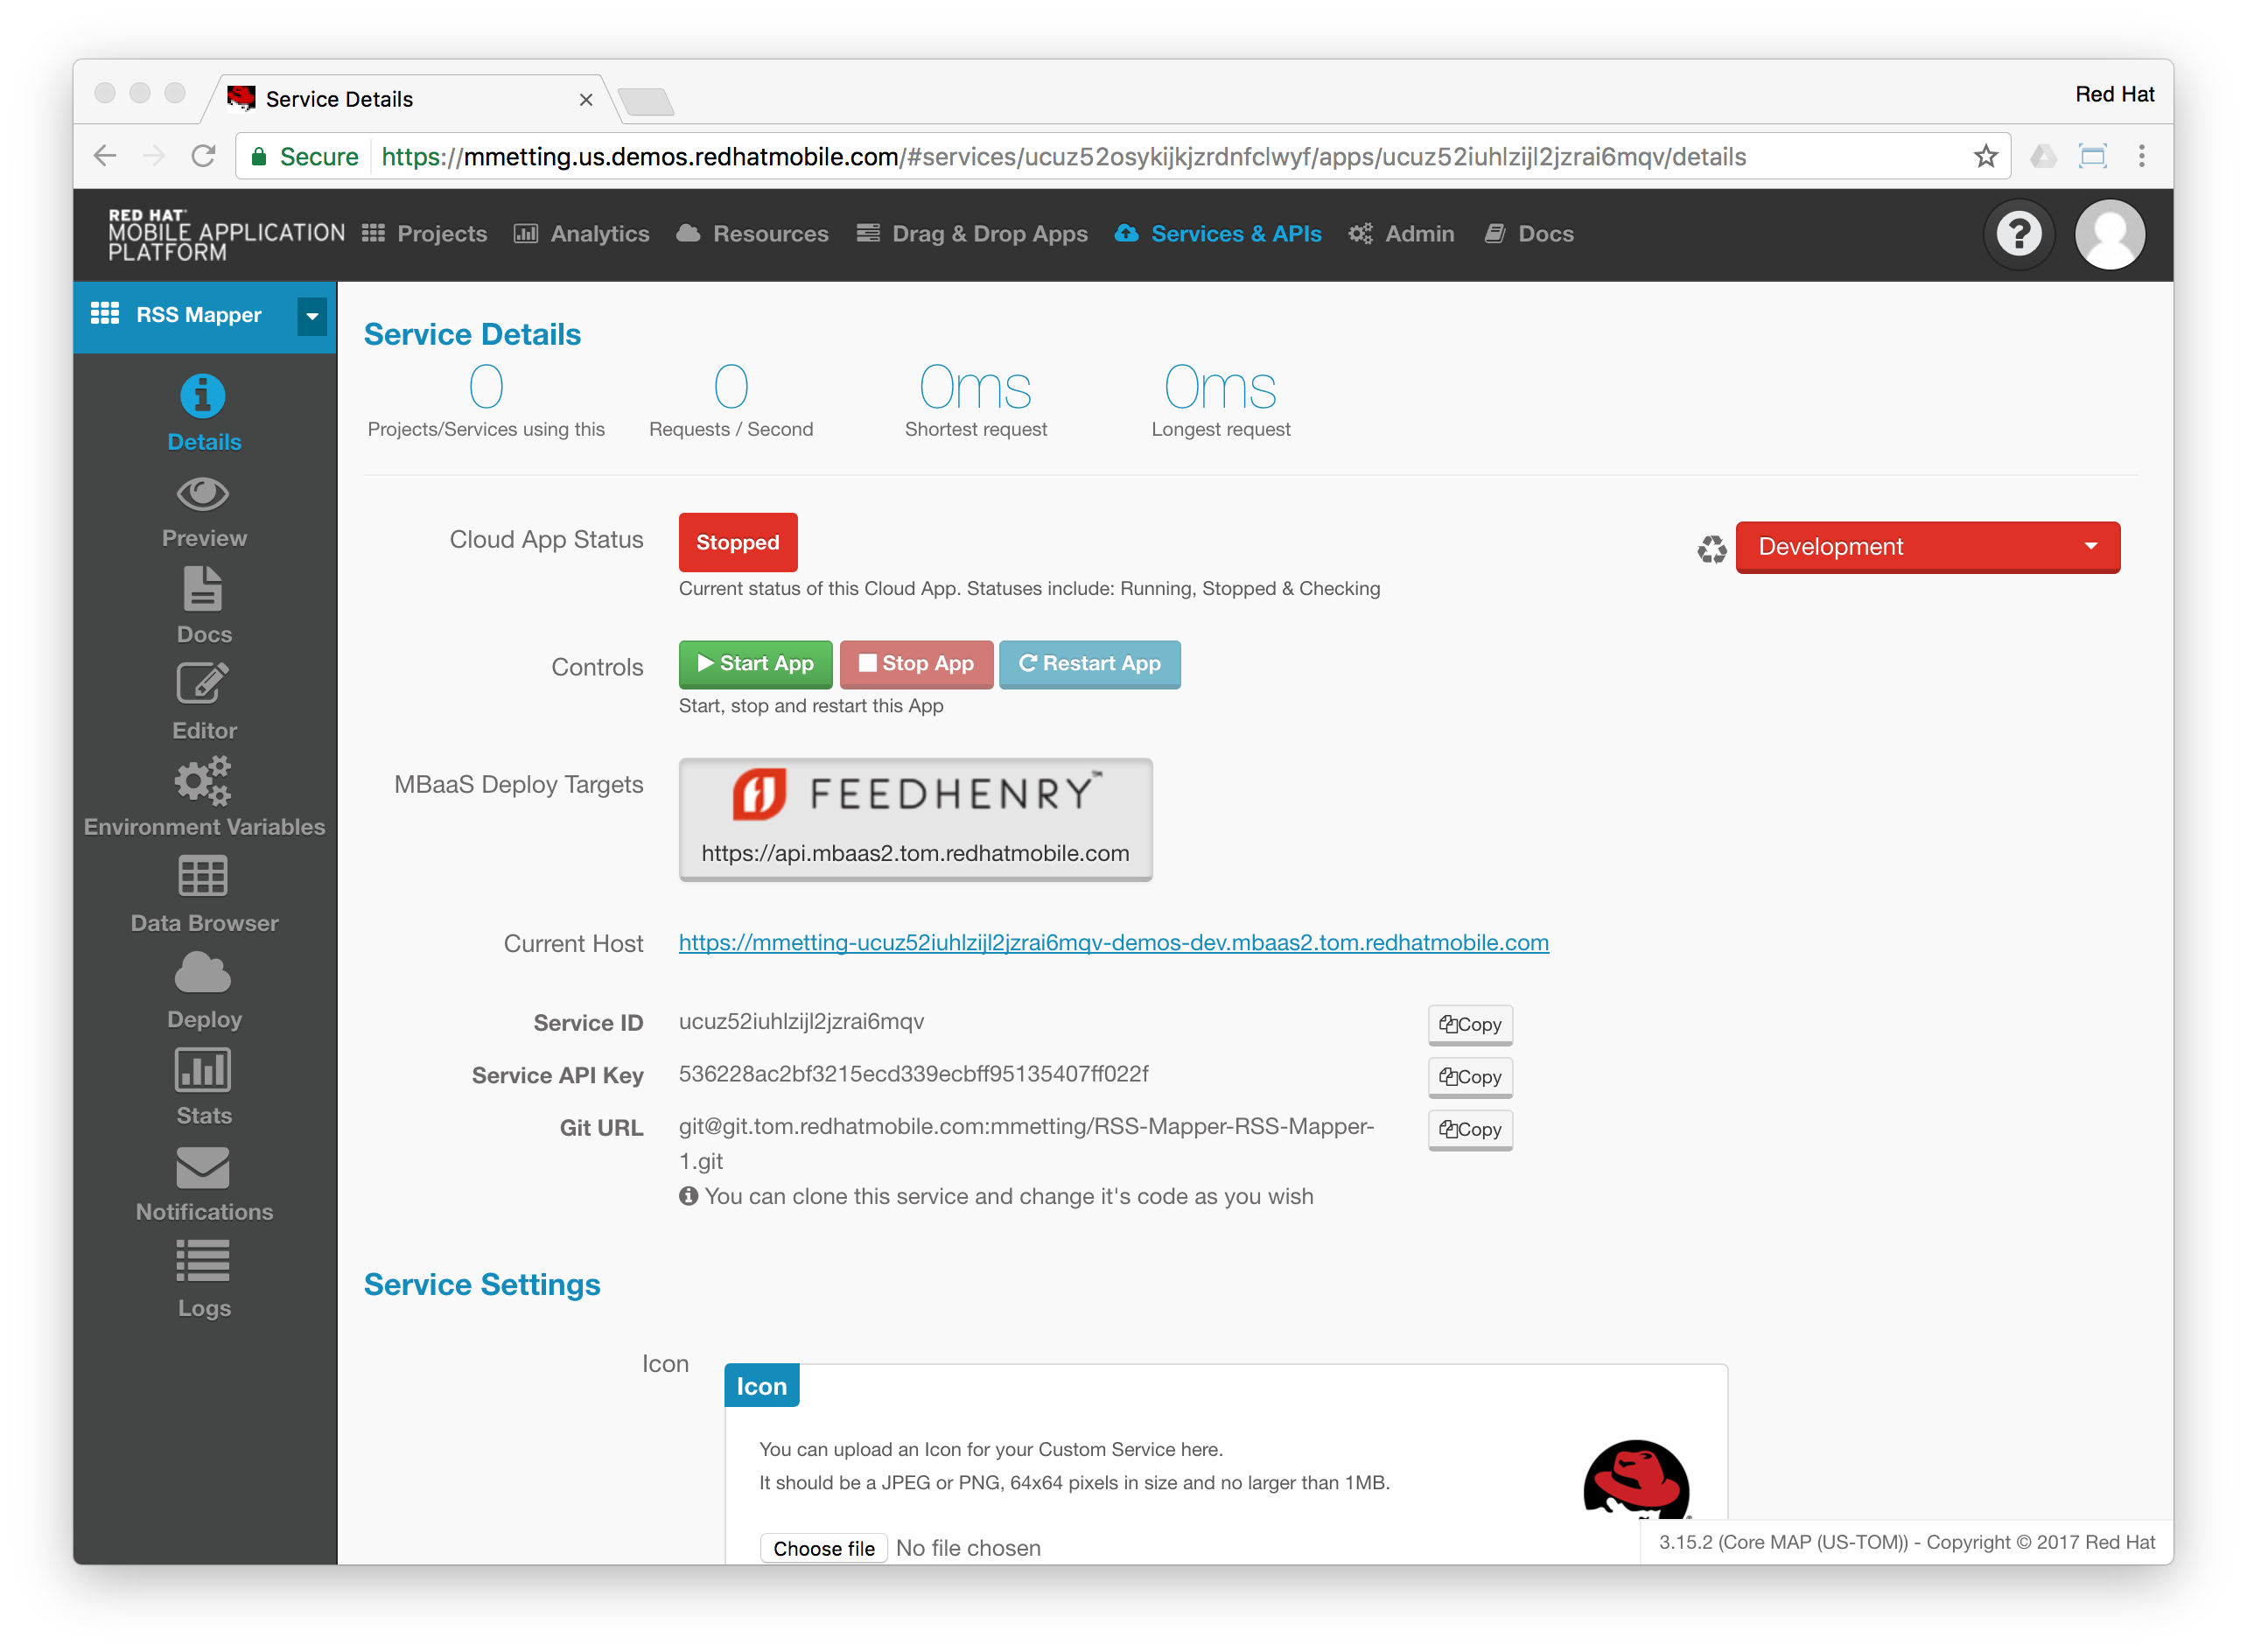 Service Details
Red Hat
Secure https://mmetting.us.demos.redhatmobile.com/#services/ucuz52osykijkjzrdnfclwyf/apps/ucuz52iuhlzijl2jzrai6mqv/details
RED HAT
MOBILE APPLICATION
PLATFORM
Projects Analytics Resources Drag & Drop Apps Services & APIs Admin Docs
?
RSS Mapper
Details
Preview
Docs
Editor
Environment Variables
Data Browser
Deploy
Stats
Notifications
Logs
Service Details
0 0 0ms 0ms
Projects/Services using this Requests / Second Shortest request Longest request
Cloud App Status Stopped Development
Current status of this Cloud App. Statuses include: Running, Stopped & Checking
Controls Start App Stop App Restart App
Start, stop and restart this App
MBaaS Deploy Targets FEEDHENRY™
https://api.mbaas2.tom.redhatmobile.com
Current Host https://mmetting-ucuz52iuhlzijl2jzrai6mqv-demos-dev.mbaas2.tom.redhatmobile.com
Service ID ucuz52iuhlzijl2jzrai6mqv Copy
Service API Key 536228ac2bf3215ecd339ecbff95135407ff022f Copy
Git URL git@git.tom.redhatmobile.com:mmetting/RSS-Mapper-RSS-Mapper- Copy
1.git
You can clone this service and change it's code as you wish
Service Settings
Icon
Icon
You can upload an Icon for your Custom Service here.
It should be a JPEG or PNG, 64x64 pixels in size and no larger than 1MB.
Choose file No file chosen
3.15.2 (Core MAP (US-TOM)) - Copyright © 2017 Red Hat